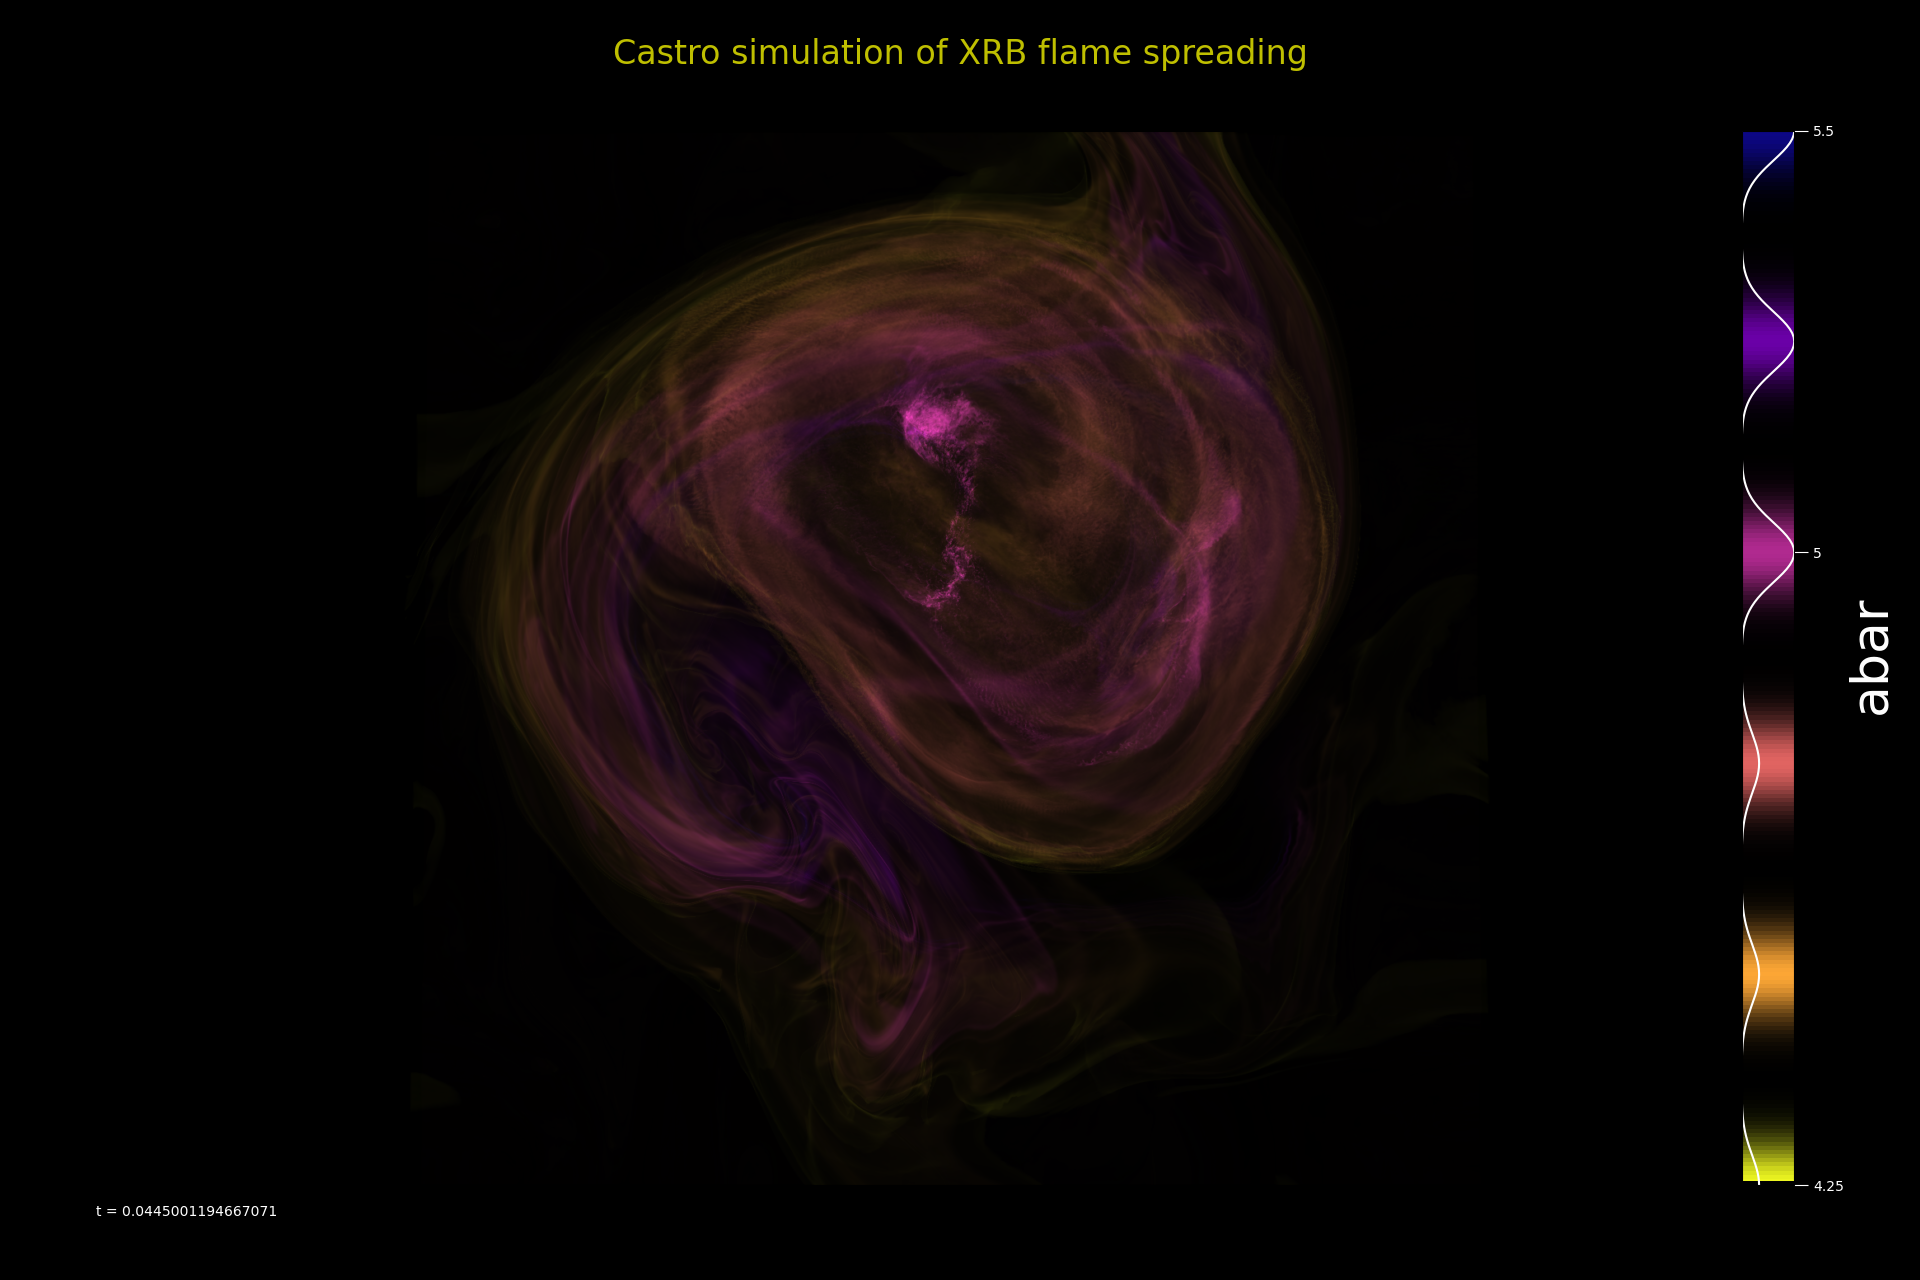 Castro simulation of XRB flame spreading
5.5
5
abar
4.25
t = 0.0445001194667071